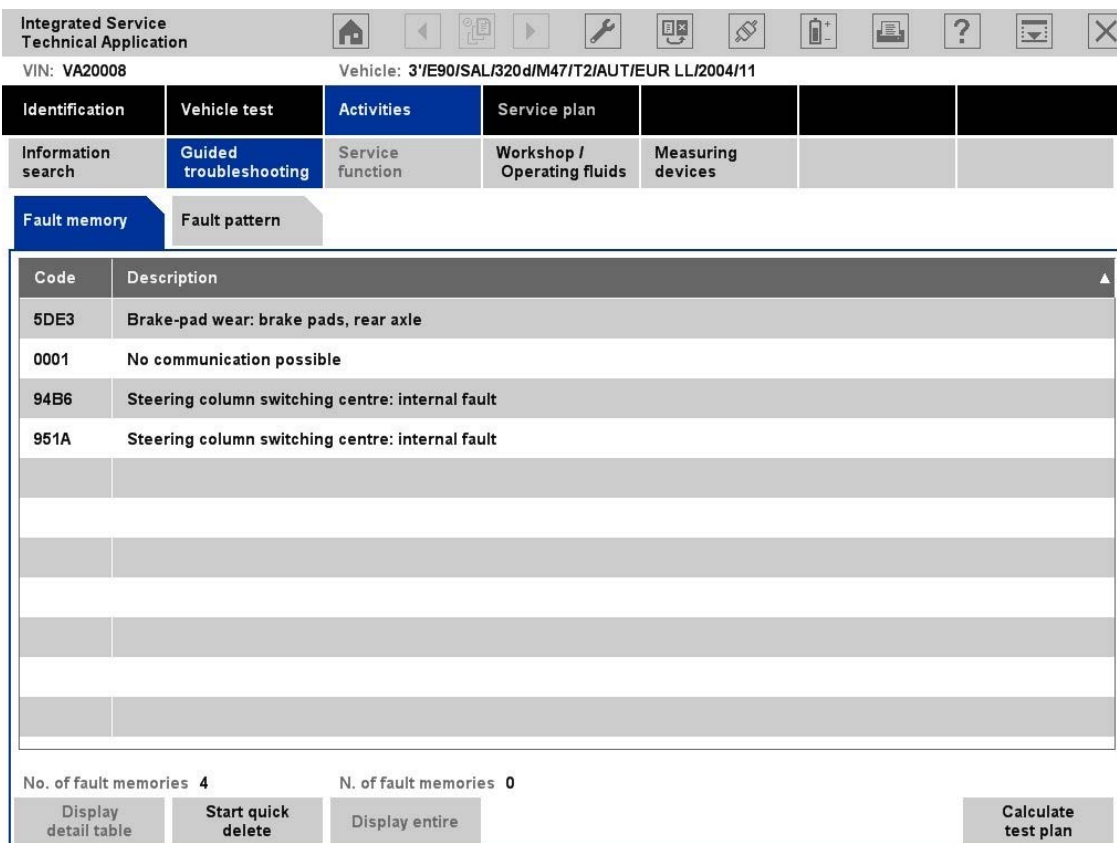 Integrated Service
Technical Application
VIN: VA20008 Vehicle: 3'/E90/SAL/320d/M47/T2/AUT/EUR LL/2004/11
Identification Vehicle test Activities Service plan
Information search Guided troubleshooting Service function Workshop / Operating fluids Measuring devices
Fault memory Fault pattern
Code Description
5DE3 Brake-pad wear: brake pads, rear axle
0001 No communication possible
94B6 Steering column switching centre: internal fault
951A Steering column switching centre: internal fault
No. of fault memories 4 N. of fault memories 0
Display detail table Start quick delete Display entire Calculate test plan